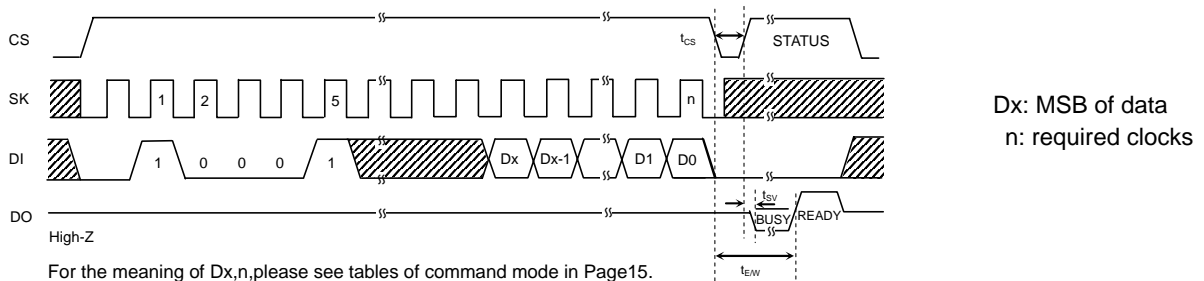 CS
t_CS
STATUS
SK
1 2 5 n
Dx: MSB of data
n: required clocks
DI
1 0 0 0 1 Dx Dx-1 D1 D0
DO
t_SV
BUSY READY
High-Z
t_E/W
For the meaning of Dx,n,please see tables of command mode in Page15.